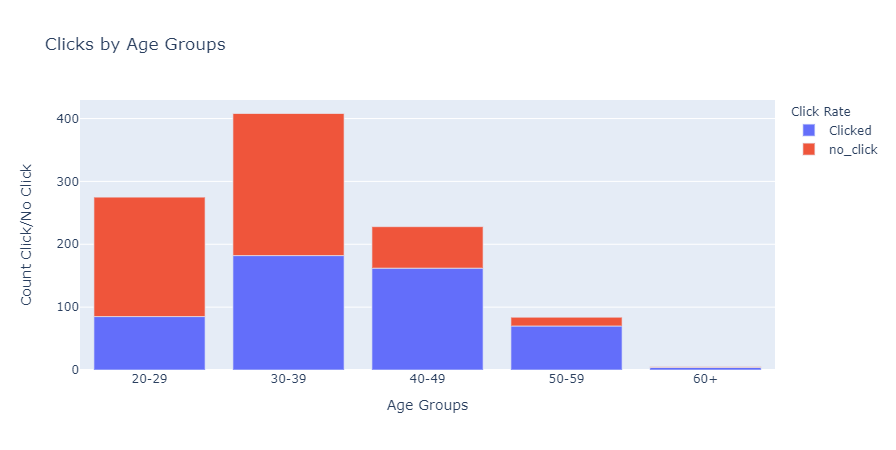 Clicks by Age Groups
Click Rate
Clicked
no_click
Count Click/No Click
400
300
200
100
0
20-29
30-39
40-49
50-59
60+
Age Groups